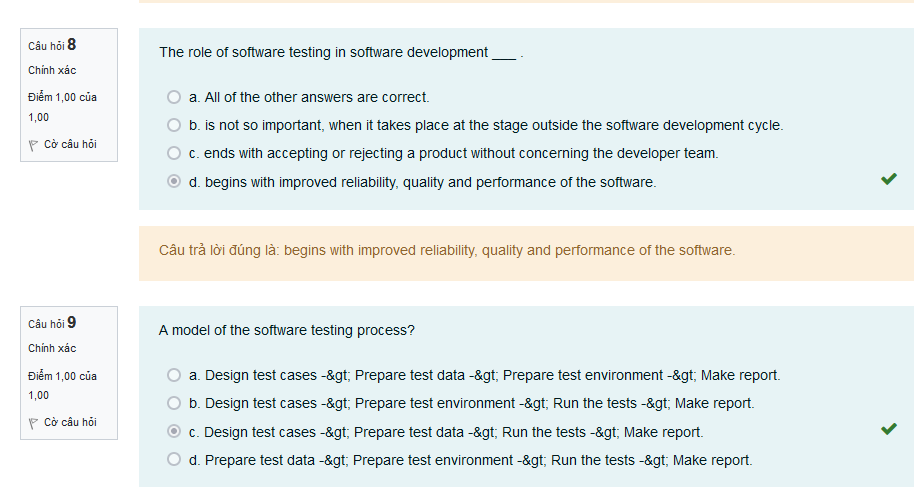 Câu hỏi 8
Chính xác
Điểm 1,00 của
1,00
Cờ câu hỏi
The role of software testing in software development ___ .
a. All of the other answers are correct.
b. is not so important, when it takes place at the stage outside the software development cycle.
c. ends with accepting or rejecting a product without concerning the developer team.
d. begins with improved reliability, quality and performance of the software.
Câu trả lời đúng là: begins with improved reliability, quality and performance of the software.
Câu hỏi 9
Chính xác
Điểm 1,00 của
1,00
Cờ câu hỏi
A model of the software testing process?
a. Design test cases -&gt; Prepare test data -&gt; Prepare test environment -&gt; Make report.
b. Design test cases -&gt; Prepare test environment -&gt; Run the tests -&gt; Make report.
c. Design test cases -&gt; Prepare test data -&gt; Run the tests -&gt; Make report.
d. Prepare test data -&gt; Prepare test environment -&gt; Run the tests -&gt; Make report.